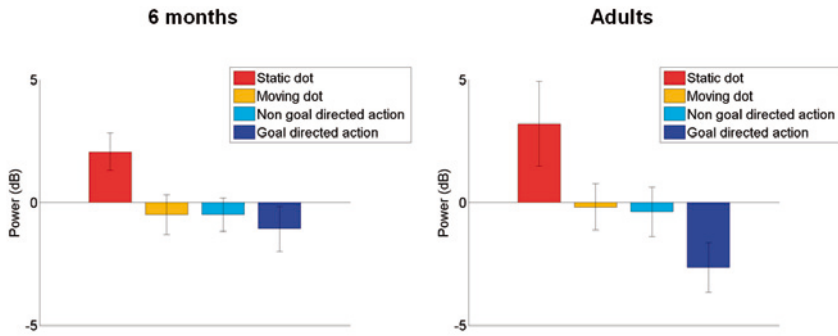 6 months
5
Static dot
Moving dot
Non goal directed action
Goal directed action
Power (dB)
0
-5
Adults
5
Static dot
Moving dot
Non goal directed action
Goal directed action
Power (dB)
0
-5